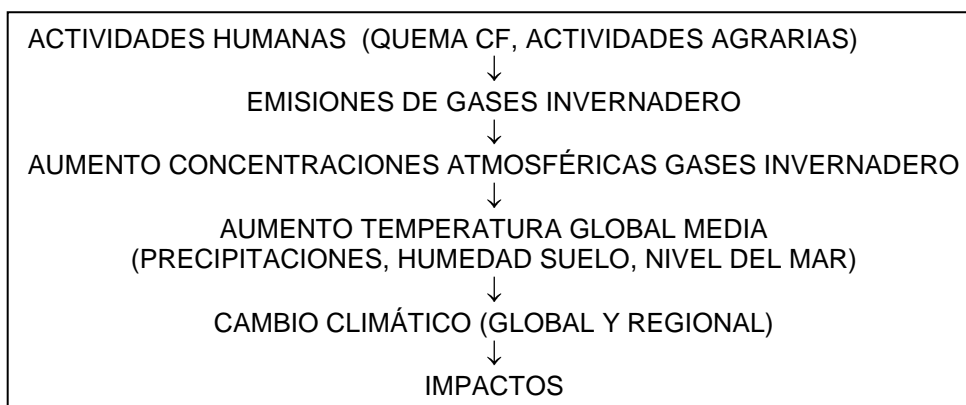 ACTIVIDADES HUMANAS (QUEMA CF, ACTIVIDADES AGRARIAS)
↓
EMISIONES DE GASES INVERNADERO
↓
AUMENTO CONCENTRACIONES ATMOSFÉRICAS GASES INVERNADERO
↓
AUMENTO TEMPERATURA GLOBAL MEDIA
(PRECIPITACIONES, HUMEDAD SUELO, NIVEL DEL MAR)
↓
CAMBIO CLIMÁTICO (GLOBAL Y REGIONAL)
↓
IMPACTOS